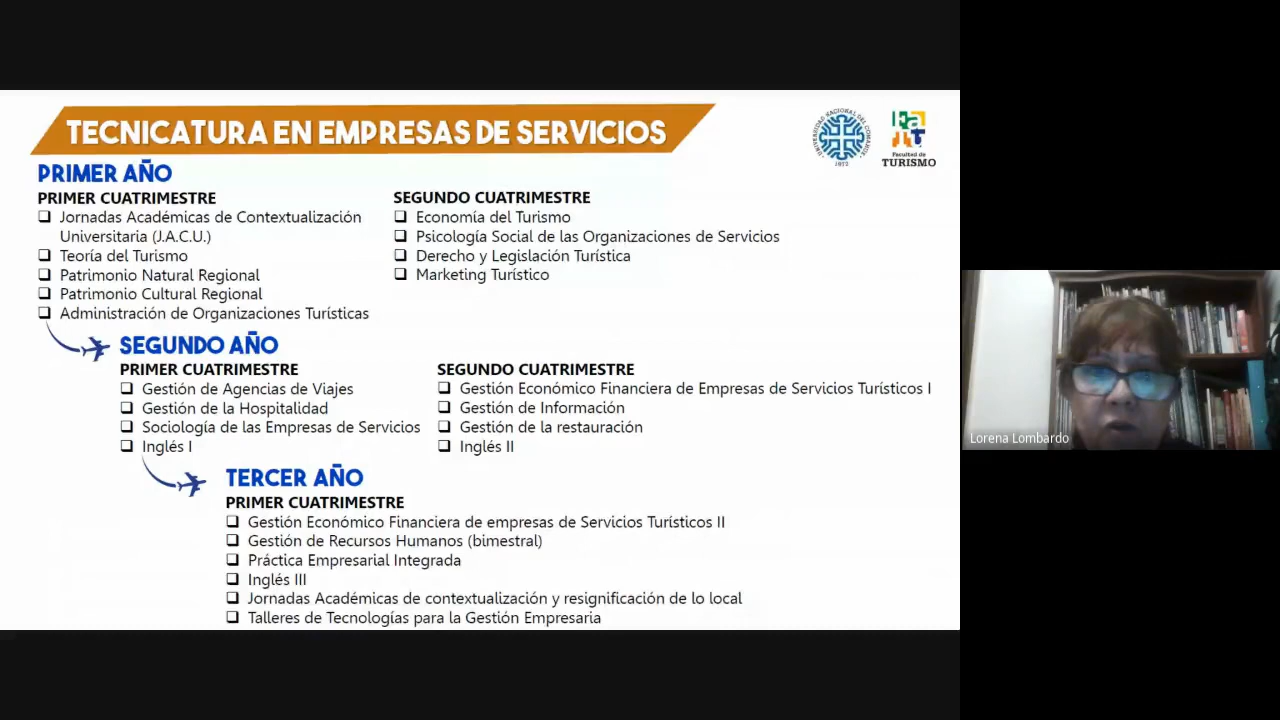 TECNICATURA EN EMPRESAS DE SERVICIOS
UNIVERSIDAD NACIONAL DEL COMAHUE
1972
Facultad de
TURISMO
PRIMER AÑO
PRIMER CUATRIMESTRE
Jornadas Académicas de Contextualización
Universitaria (J.A.C.U.)
Teoría del Turismo
Patrimonio Natural Regional
Patrimonio Cultural Regional
Administración de Organizaciones Turísticas
SEGUNDO CUATRIMESTRE
Economía del Turismo
Psicología Social de las Organizaciones de Servicios
Derecho y Legislación Turística
Marketing Turístico
SEGUNDO AÑO
PRIMER CUATRIMESTRE
Gestión de Agencias de Viajes
Gestión de la Hospitalidad
Sociología de las Empresas de Servicios
Inglés I
SEGUNDO CUATRIMESTRE
Gestión Económico Financiera de Empresas de Servicios Turísticos I
Gestión de Información
Gestión de la restauración
Inglés II
TERCER AÑO
PRIMER CUATRIMESTRE
Gestión Económico Financiera de empresas de Servicios Turísticos II
Gestión de Recursos Humanos (bimestral)
Práctica Empresarial Integrada
Inglés III
Jornadas Académicas de contextualización y resignificación de lo local
Talleres de Tecnologías para la Gestión Empresaria
Lorena Lombardo